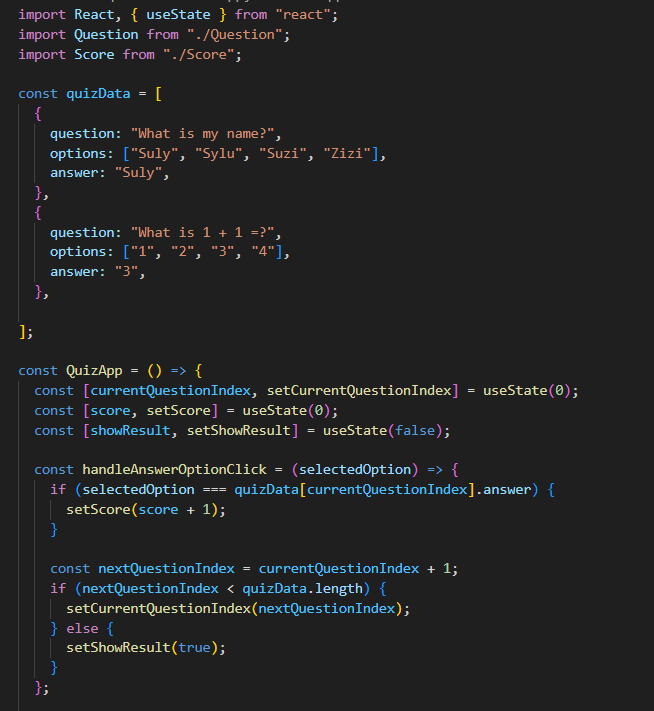 import React, { useState } from "react";
import Question from "./Question";
import Score from "./Score";
const quizData = [
{
question: "What is my name?",
options: ["Suly", "Sylu", "Suzi", "Zizi"],
answer: "Suly",
},
{
question: "What is 1 + 1 =?",
options: ["1", "2", "3", "4"],
answer: "3",
},
];
const QuizApp = () => {
const [currentQuestionIndex, setCurrentQuestionIndex] = useState(0);
const [score, setScore] = useState(0);
const [showResult, setShowResult] = useState(false);
const handleAnswerOptionClick = (selectedOption) => {
if (selectedOption === quizData[currentQuestionIndex].answer) {
setScore(score + 1);
}
const nextQuestionIndex = currentQuestionIndex + 1;
if (nextQuestionIndex < quizData.length) {
setCurrentQuestionIndex(nextQuestionIndex);
} else {
setShowResult(true);
}
};